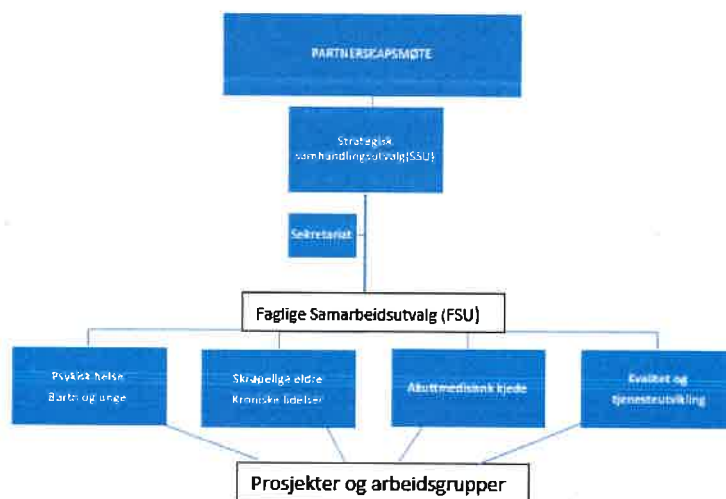 PARTNERSKAPSMØTE
Strategisk
samhandlingsutvalg(SSU)
Sekretariat
Faglige Samarbeidsutvalg (FSU)
Psykisk helse
Barn og unge
Skrøpelige eldre
Kroniske lidelser
Akuttmedisinsk kjede
Kvalitet og
tjenesteutvikling
Prosjekter og arbeidsgrupper